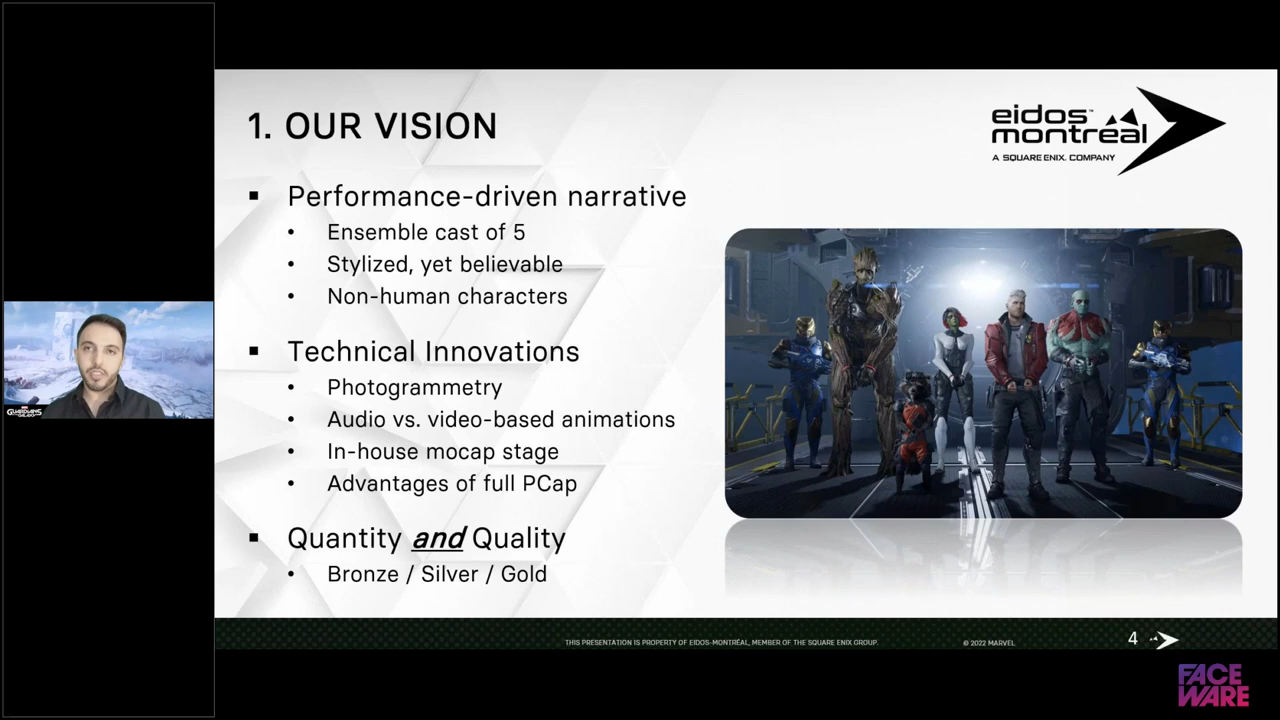 1. OUR VISION
eidos™
montréal
A SQUARE ENIX. COMPANY
▪ Performance-driven narrative
• Ensemble cast of 5
• Stylized, yet believable
• Non-human characters
▪ Technical Innovations
• Photogrammetry
• Audio vs. video-based animations
• In-house mocap stage
• Advantages of full PCap
▪ Quantity and Quality
• Bronze / Silver / Gold
GUARDIANS
THIS PRESENTATION IS PROPERTY OF EIDOS-MONTRÉAL, MEMBER OF THE SQUARE ENIX GROUP.
© 2022 MARVEL
4
FACE
WARE